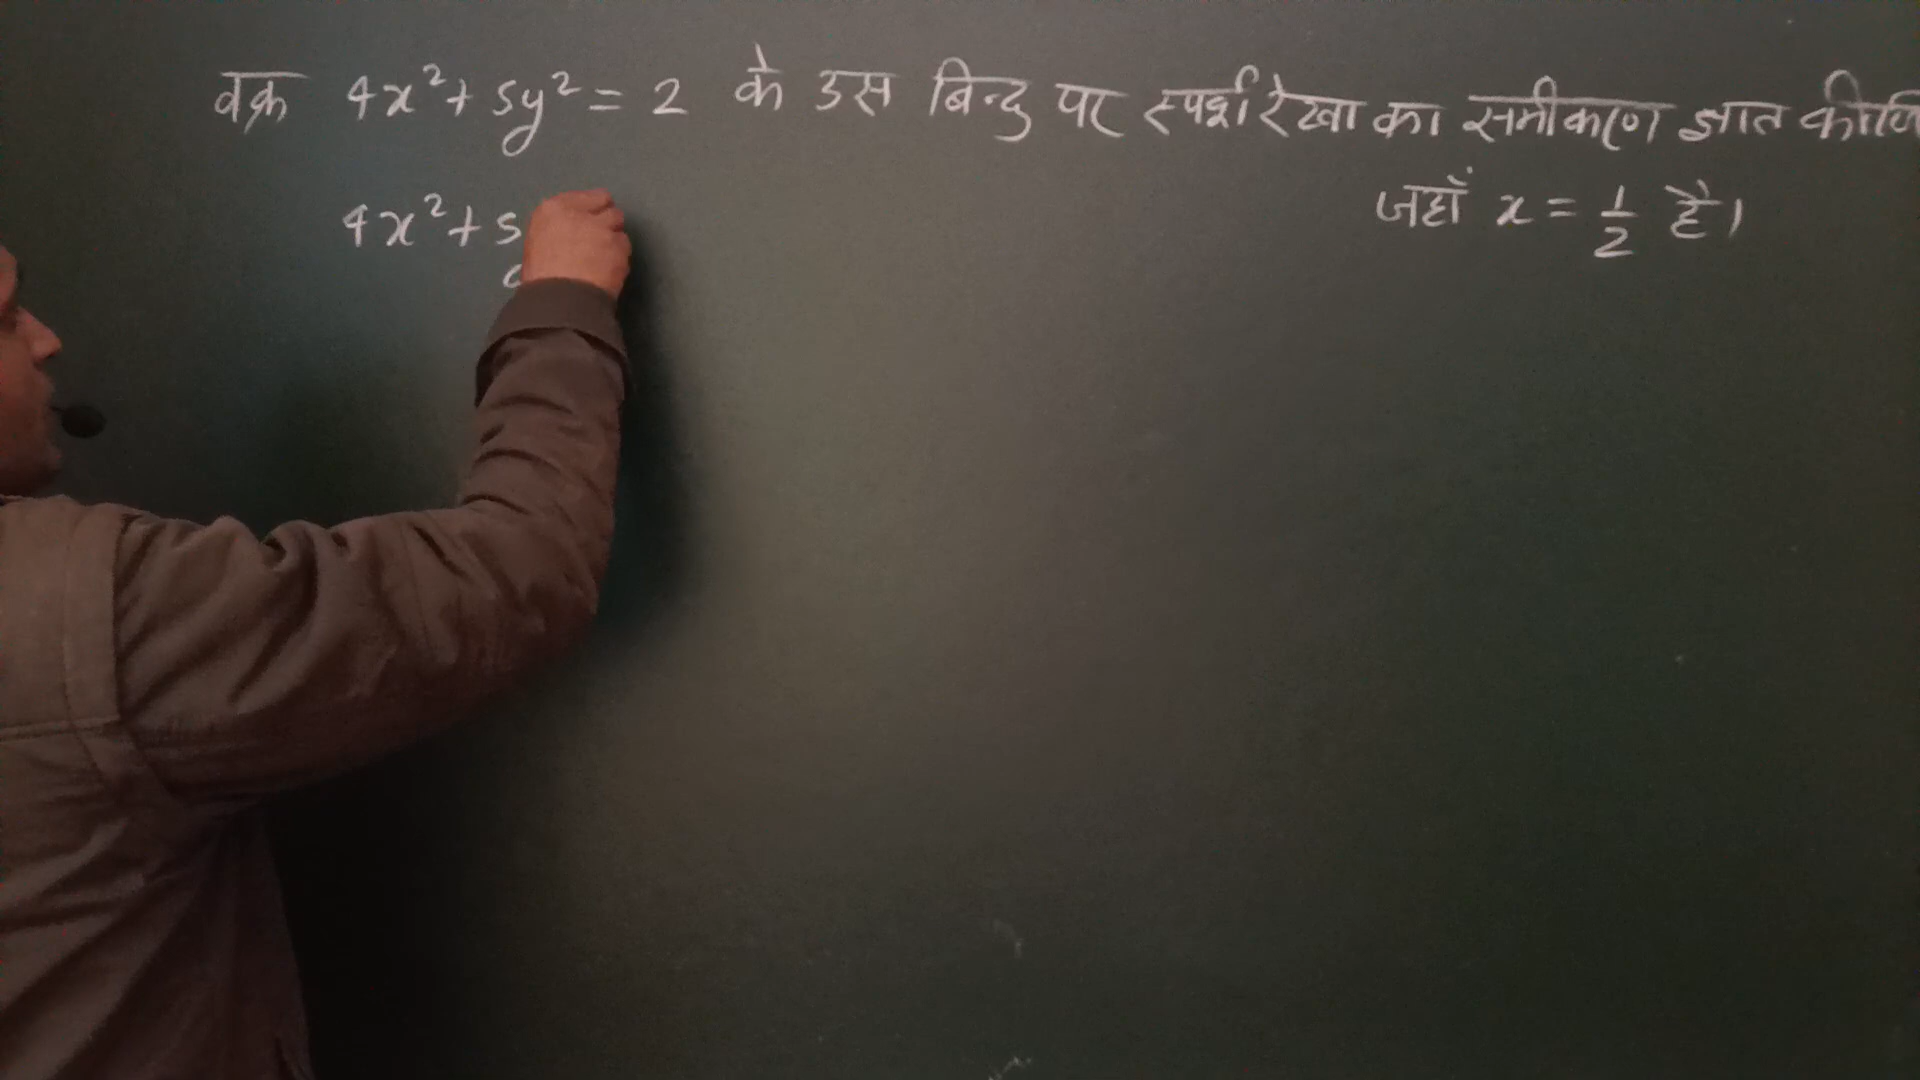 वक्र 4x² + 5y² = 2 के उस बिन्दु पर स्पर्श रेखा का समीकरण ज्ञात
जहाँ x = 1/2 है।
4x² + 5